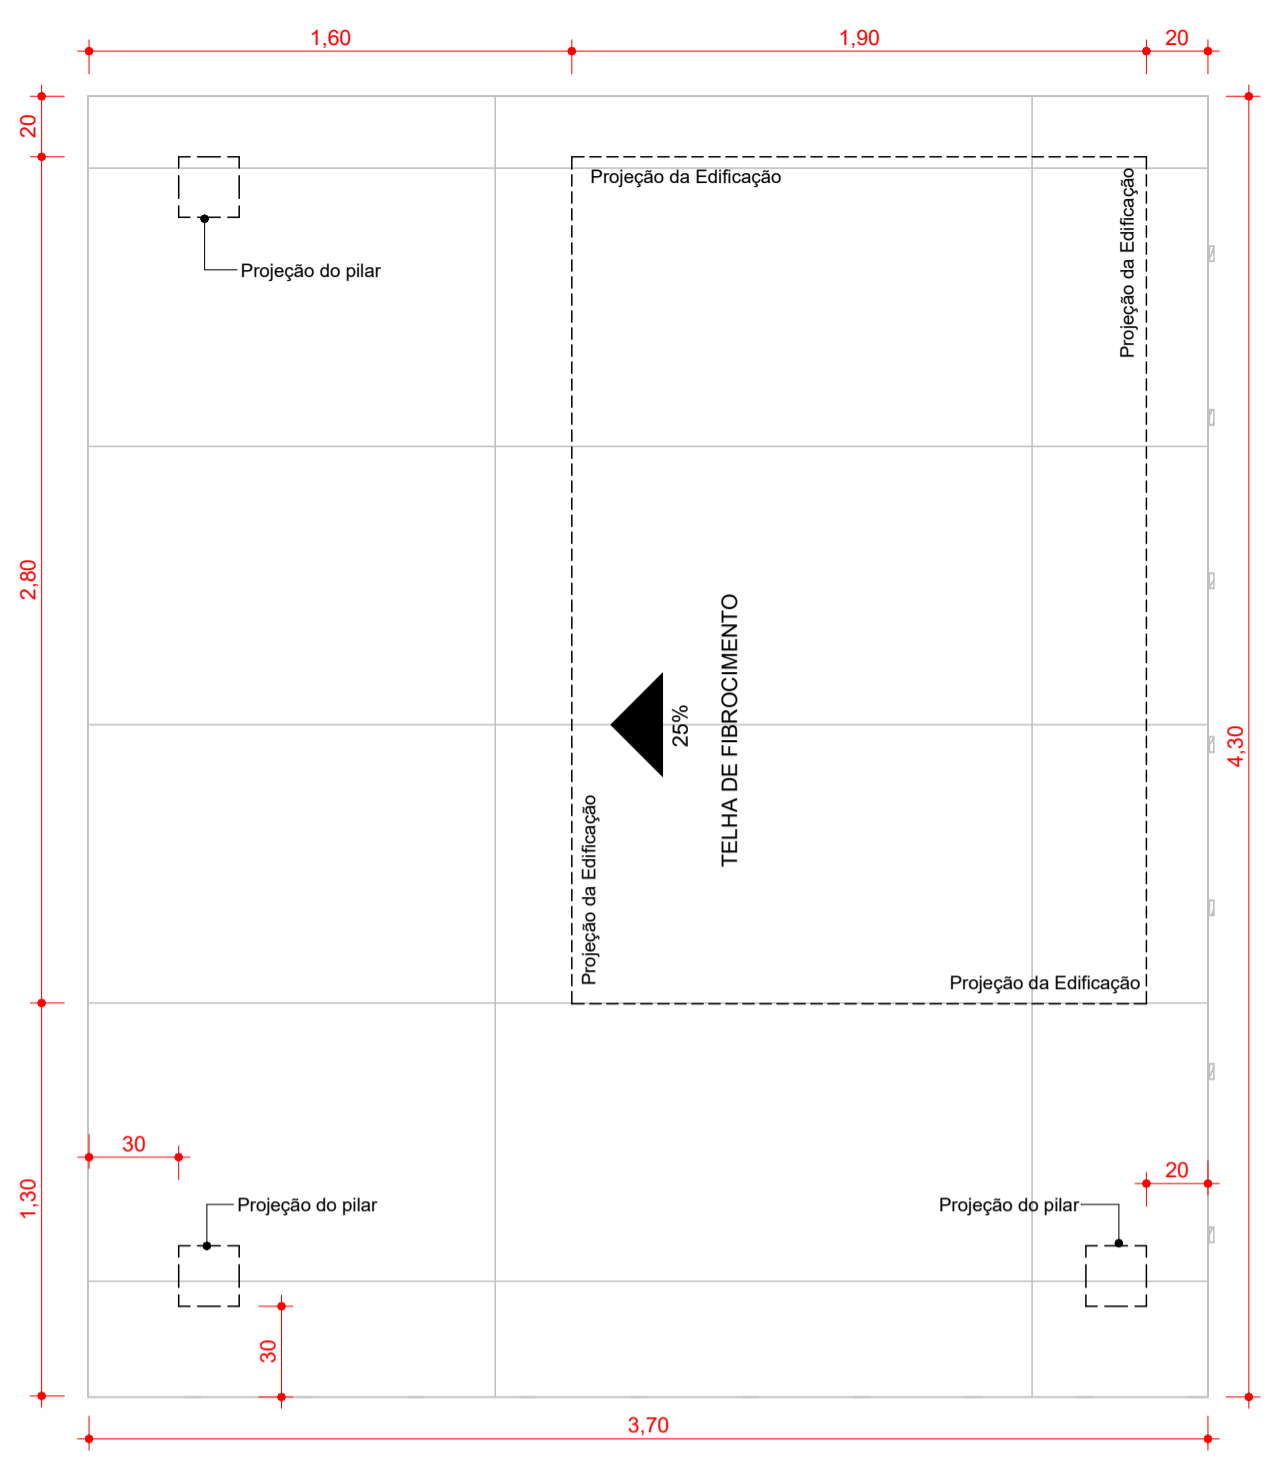 1,60
1,90
20
20
Projeção da Edificação
Projeção da Edificação
Projeção do pilar
2,80
TELHA DE FIBROCIMENTO
25%
4,30
Projeção da Edificação
Projeção da Edificação
30
20
1,30
Projeção do pilar
Projeção do pilar
30
3,70